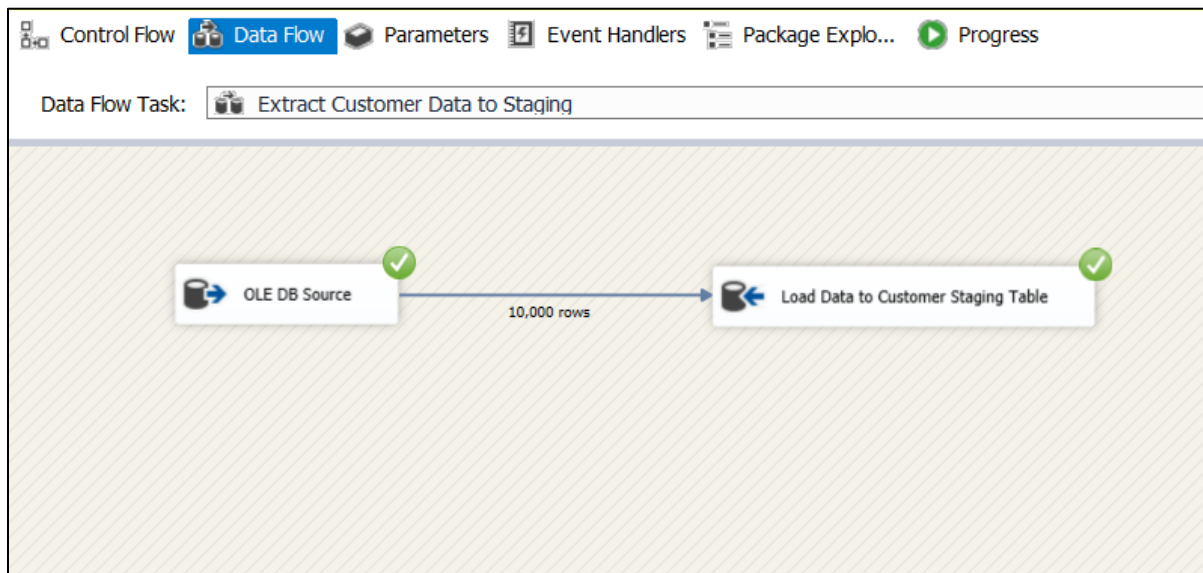 Control Flow Data Flow Parameters Event Handlers Package Explo... Progress
Data Flow Task: Extract Customer Data to Staging
OLE DB Source
10,000 rows
Load Data to Customer Staging Table